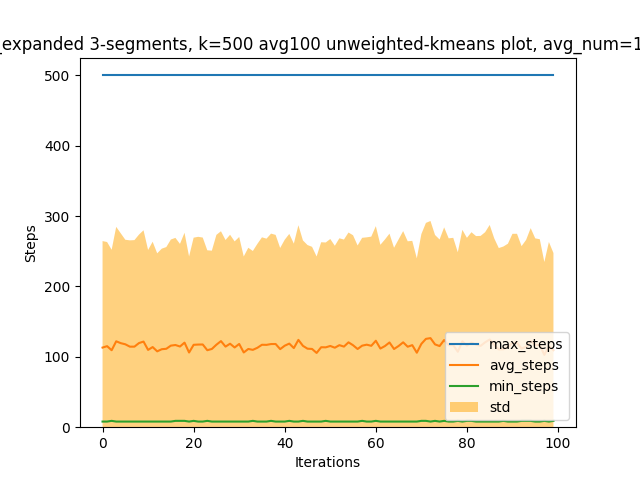 _expanded 3-segments, k=500 avg100 unweighted-kmeans plot, avg_num=1
500
400
300
200
100
0
Steps
0 20 40 60 80 100
Iterations
max_steps
avg_steps
min_steps
std